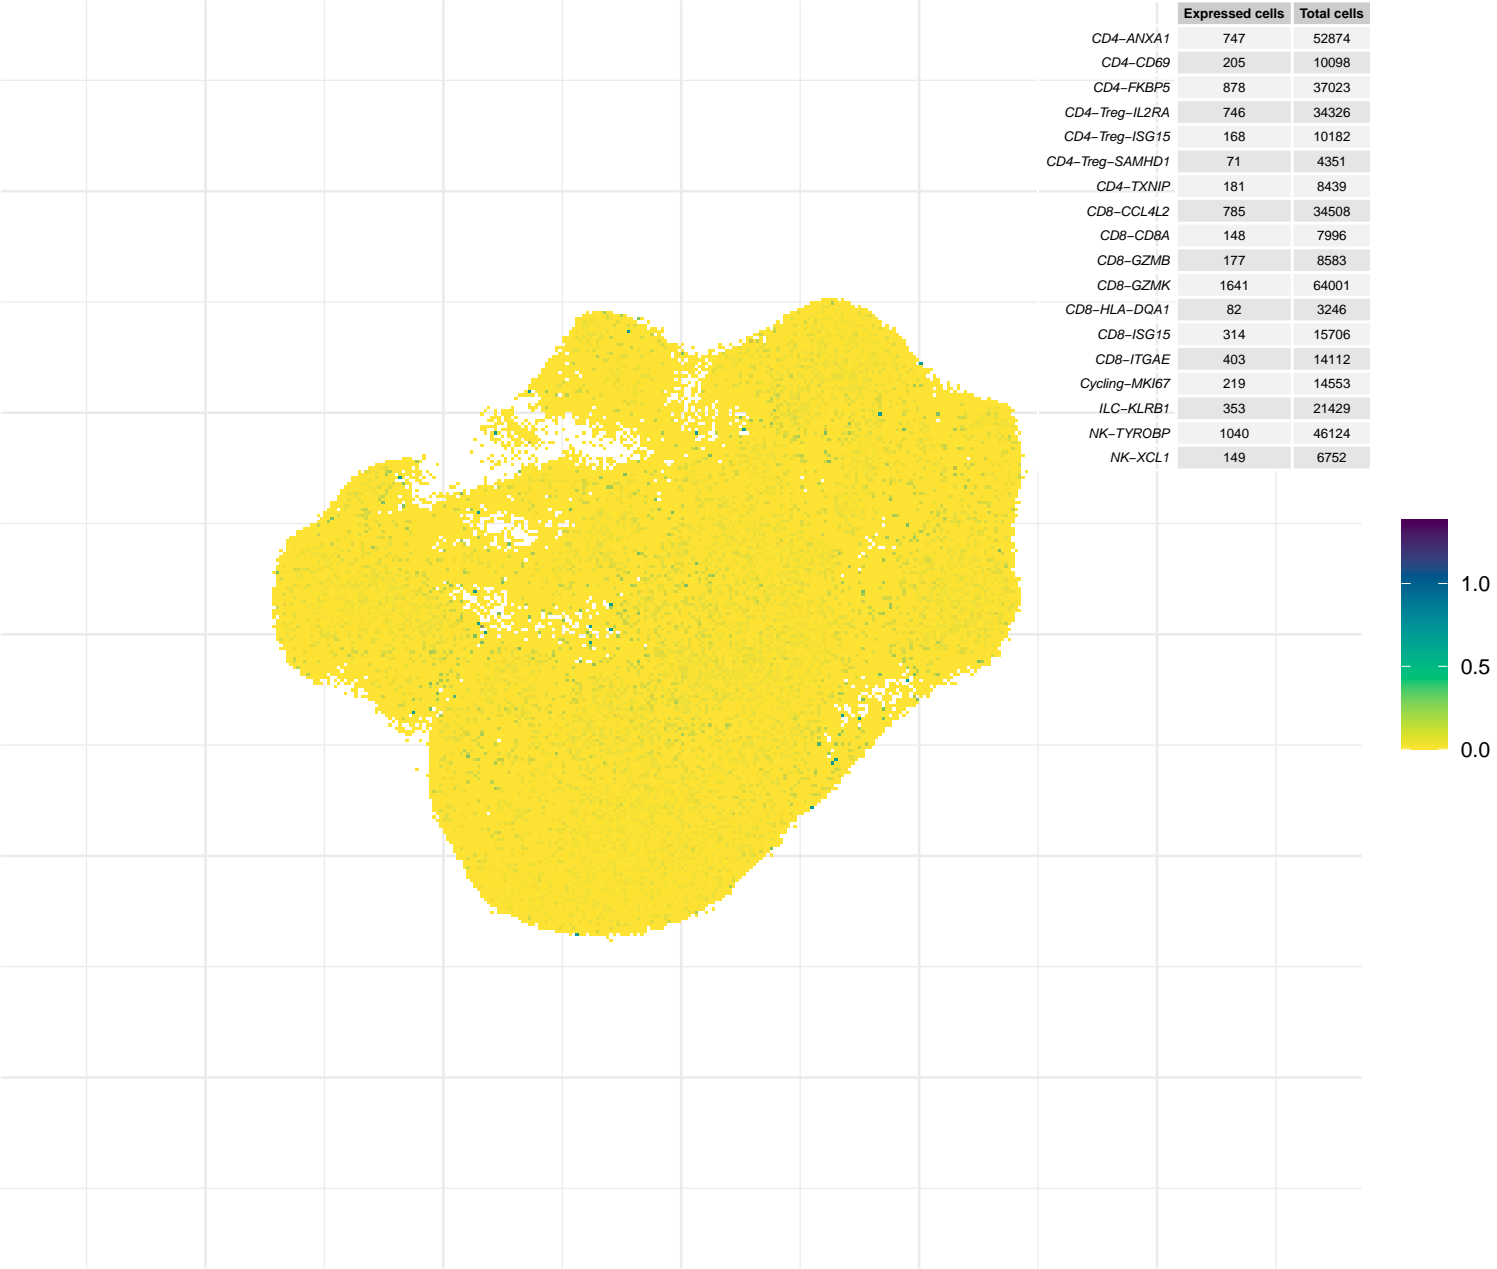 Expressed cells Total cells
CD4−ANXA1 747 52874
CD4−CD69 205 10098
CD4−FKBP5 878 37023
CD4−Treg−IL2RA 746 34326
CD4−Treg−ISG15 168 10182
CD4−Treg−SAMHD1 71 4351
CD4−TXNIP 181 8439
CD8−CCL4L2 785 34508
CD8−CD8A 148 7996
CD8−GZMB 177 8583
CD8−GZMK 1641 64001
CD8−HLA−DQA1 82 3246
CD8−ISG15 314 15706
CD8−ITGAE 403 14112
Cycling−MKI67 219 14553
ILC−KLRB1 353 21429
NK−TYROBP 1040 46124
NK−XCL1 149 6752
1.0
0.5
0.0